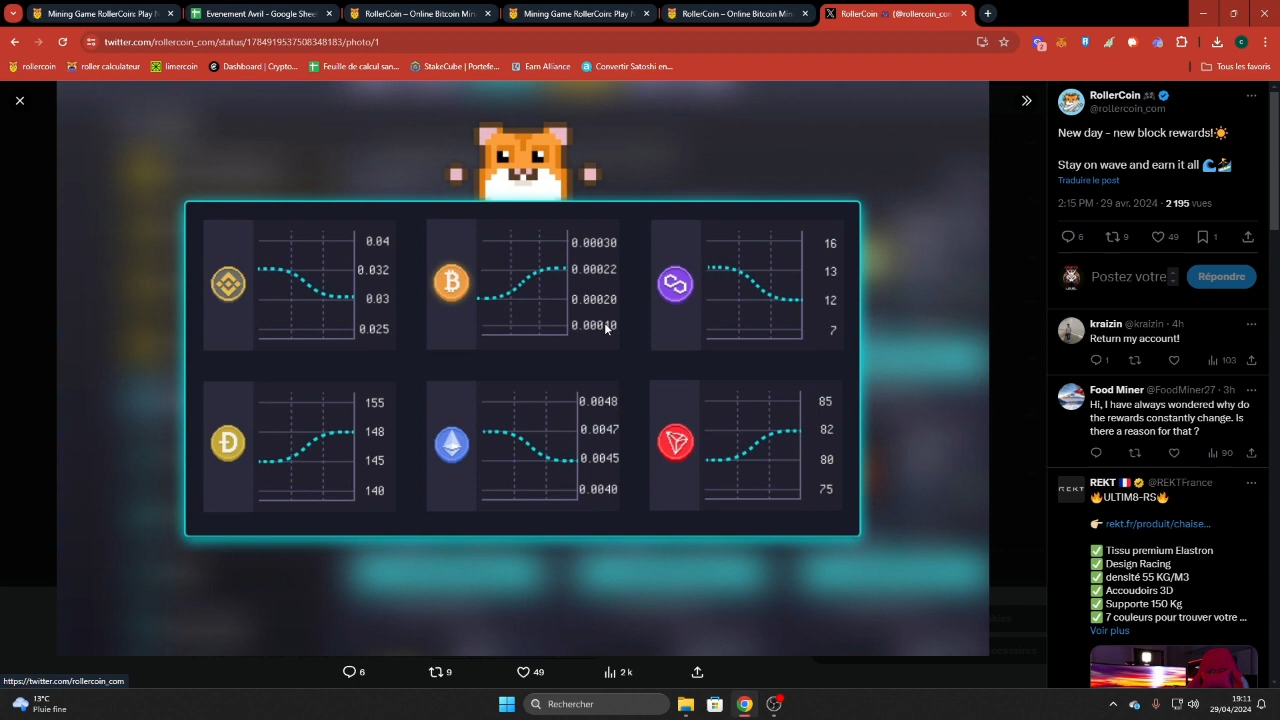 Mining Game RollerCoin: Play N
Evenement Avril - Google Shee
RollerCoin – Online Bitcoin Min
Mining Game RollerCoin: Play N
RollerCoin – Online Bitcoin Min
RollerCoin (@rollercoin_com
twitter.com/rollercoin_com/status/1784919537508348183/photo/1
rollercoin
roller calculateur
limercoin
Dashboard | Crypto...
Feuille de calcul san...
StakeCube | Portefe...
Earn Alliance
Convertir Satoshi en...
Tous les favoris
0.04
0.032
0.03
0.025
0.00030
0.00022
0.00020
16
13
12
7
155
148
145
140
0.0048
0.0047
0.0045
0.0040
85
82
80
75
6
9
49
2 k
RollerCoin
@rollercoin_com
New day - new block rewards!
Stay on wave and earn it all
Traduire le post
2:15 PM · 29 avr. 2024 · 2 195 vues
6
9
49
1
Postez votre
Répondre
kraizin @kraizin · 4h
Return my account!
1
103
Food Miner @FoodMiner27 · 3h
Hi, I have always wondered why do
the rewards constantly change. Is
there a reason for that ?
90
REKT @REKTFrance
ULTIM8-RS
rekt.fr/produit/chaise...
Tissu premium Elastron
Design Racing
densité 55 KG/M3
Accoudoirs 3D
Supporte 150 Kg
7 couleurs pour trouver votre ...
Voir plus
https://twitter.com/rollercoin_com
13°C
Pluie fine
Rechercher
19:11
29/04/2024